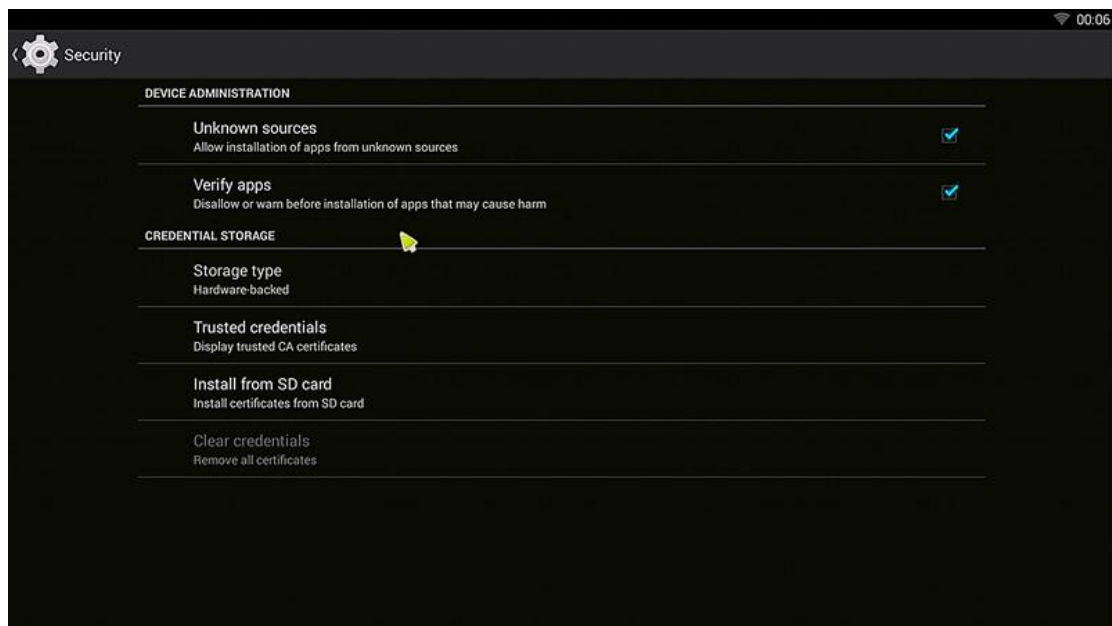 00:06
Security
DEVICE ADMINISTRATION
Unknown sources
Allow installation of apps from unknown sources
Verify apps
Disallow or warn before installation of apps that may cause harm
CREDENTIAL STORAGE
Storage type
Hardware-backed
Trusted credentials
Display trusted CA certificates
Install from SD card
Install certificates from SD card
Clear credentials
Remove all certificates